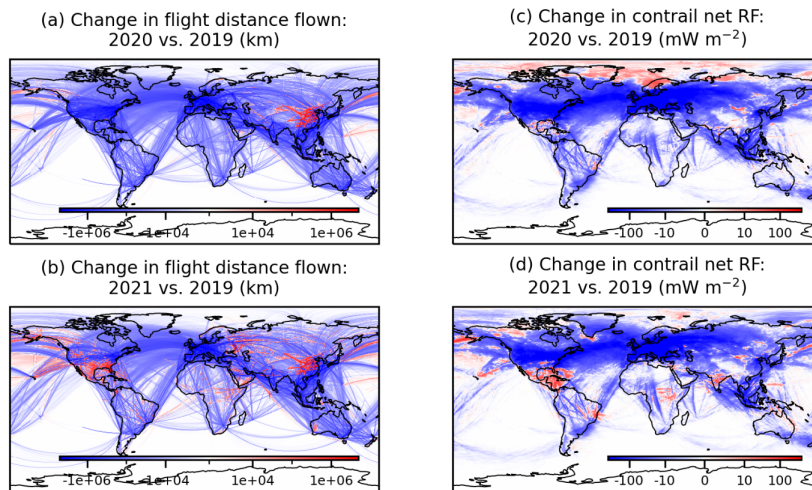 (a) Change in flight distance flown:
2020 vs. 2019 (km)
-1e+06 -1e+04 1e+04 1e+06
(c) Change in contrail net RF:
2020 vs. 2019 (mW m⁻²)
-100 -10 0 10 100
(b) Change in flight distance flown:
2021 vs. 2019 (km)
-1e+06 -1e+04 1e+04 1e+06
(d) Change in contrail net RF:
2021 vs. 2019 (mW m⁻²)
-100 -10 0 10 100